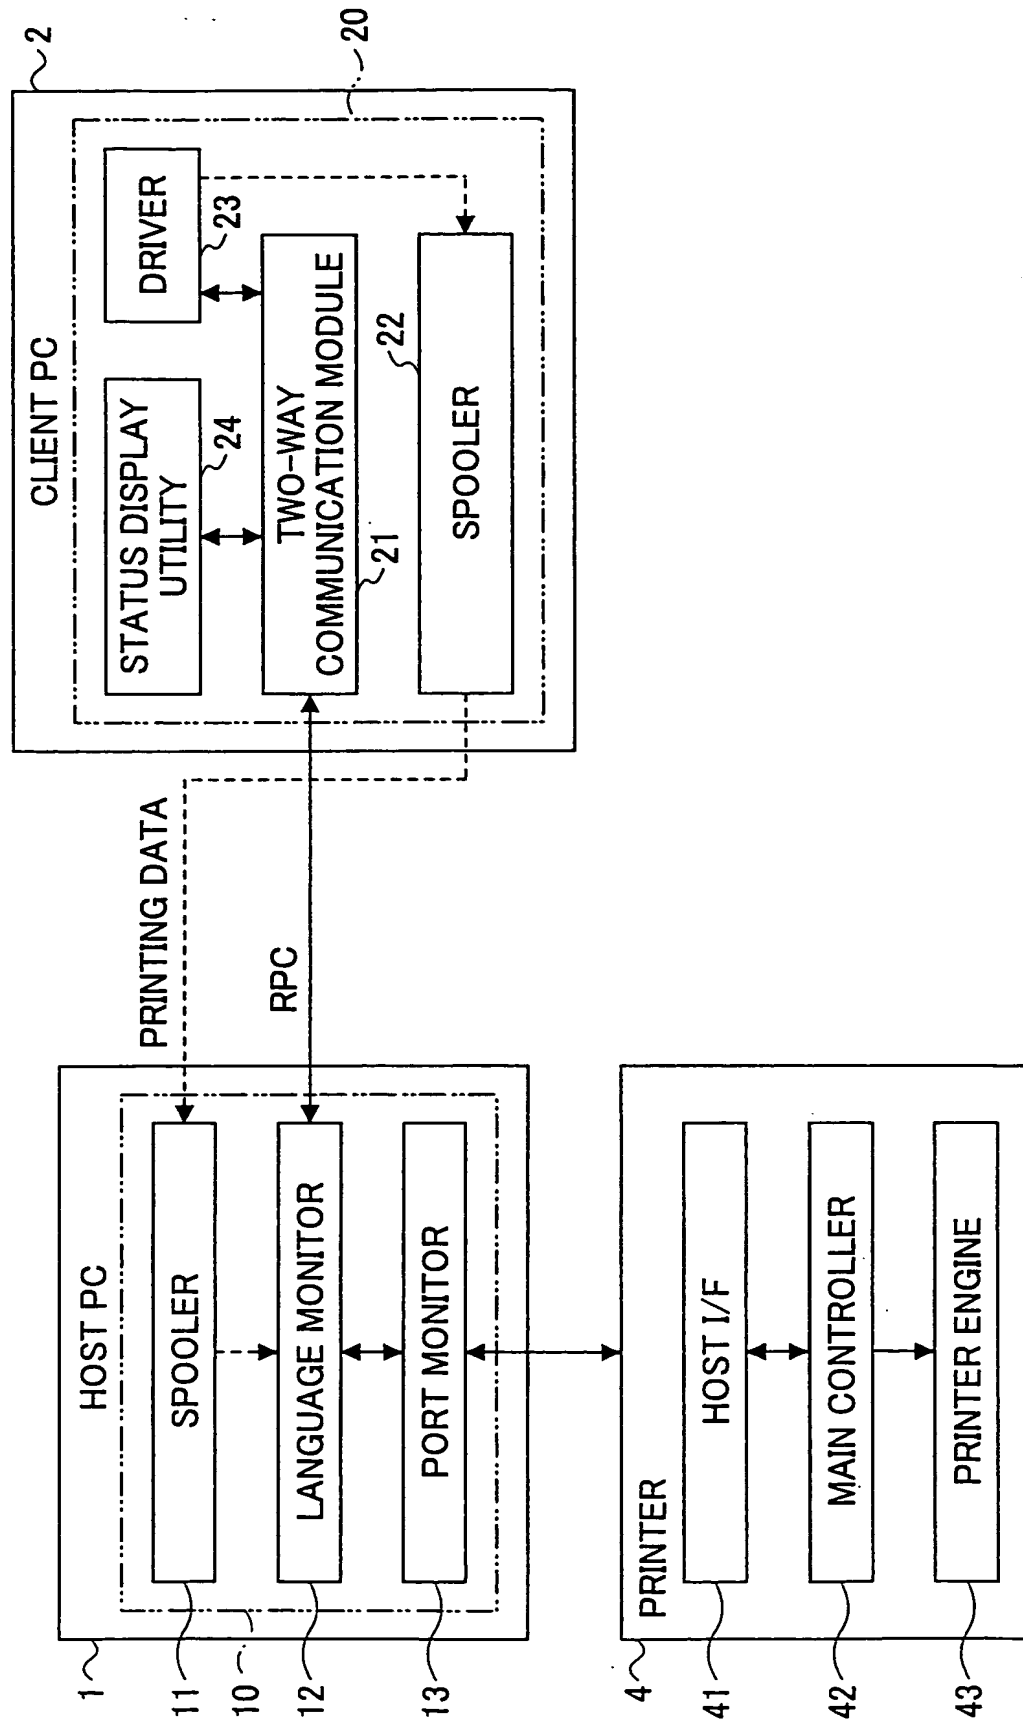 HOST PC
1
SPOOLER
11
10
LANGUAGE MONITOR
12
PORT MONITOR
13
PRINTING DATA
RPC
CLIENT PC
2
20
STATUS DISPLAY
UTILITY
24
DRIVER
23
TWO-WAY
COMMUNICATION MODULE
21
22
SPOOLER
PRINTER
4
HOST I/F
41
MAIN CONTROLLER
42
PRINTER ENGINE
43